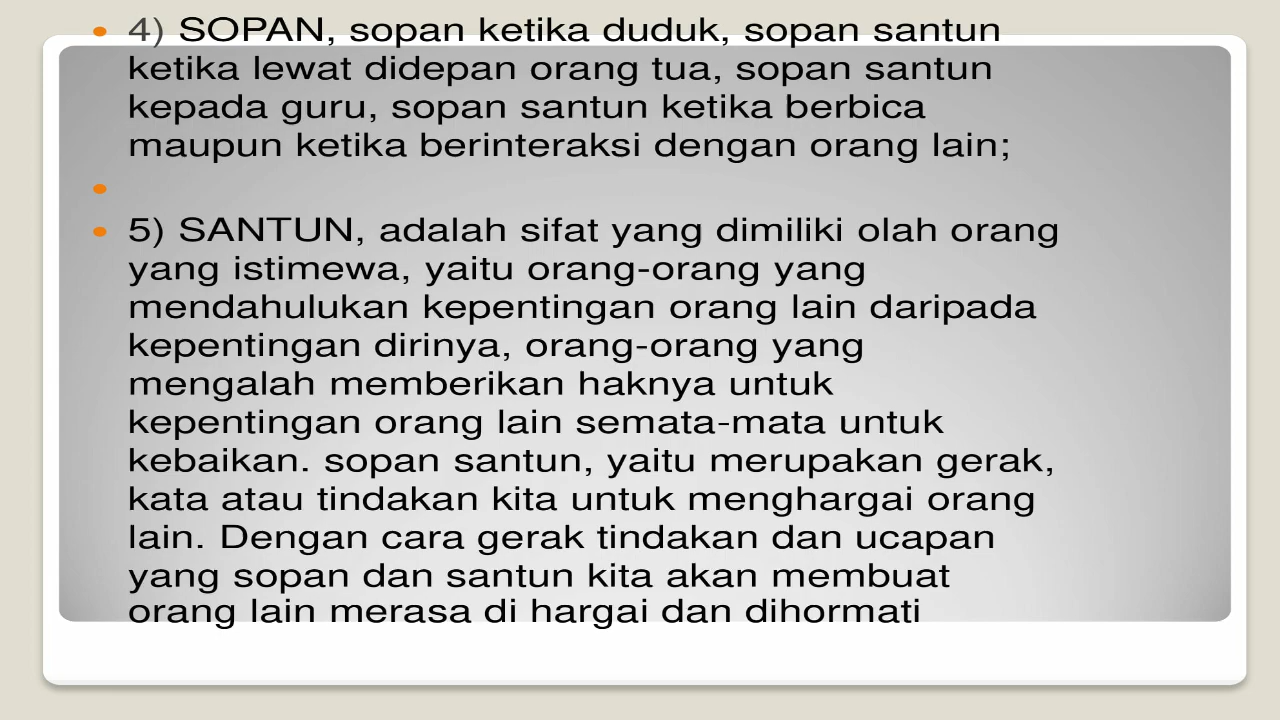 4) SOPAN, sopan ketika duduk, sopan santun
ketika lewat didepan orang tua, sopan santun
kepada guru, sopan santun ketika berbica
maupun ketika berinteraksi dengan orang lain;
5) SANTUN, adalah sifat yang dimiliki olah orang
yang istimewa, yaitu orang-orang yang
mendahulukan kepentingan orang lain daripada
kepentingan dirinya, orang-orang yang
mengalah memberikan haknya untuk
kepentingan orang lain semata-mata untuk
kebaikan. sopan santun, yaitu merupakan gerak,
kata atau tindakan kita untuk menghargai orang
lain. Dengan cara gerak tindakan dan ucapan
yang sopan dan santun kita akan membuat
orang lain merasa di hargai dan dihormati